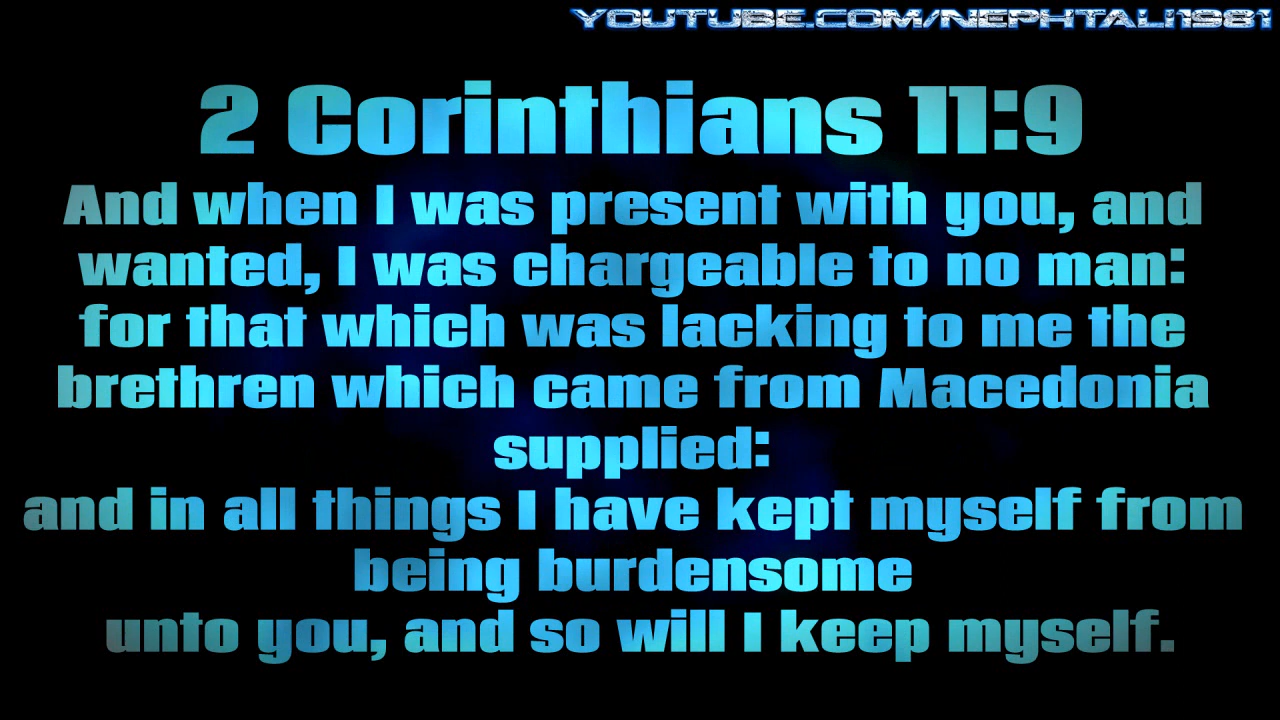 YOUTUBE.COM/NEPHTALI1981
2 Corinthians 11:9
And when I was present with you, and
wanted, I was chargeable to no man:
for that which was lacking to me the
brethren which came from Macedonia
supplied:
and in all things I have kept myself from
being burdensome
unto you, and so will I keep myself.